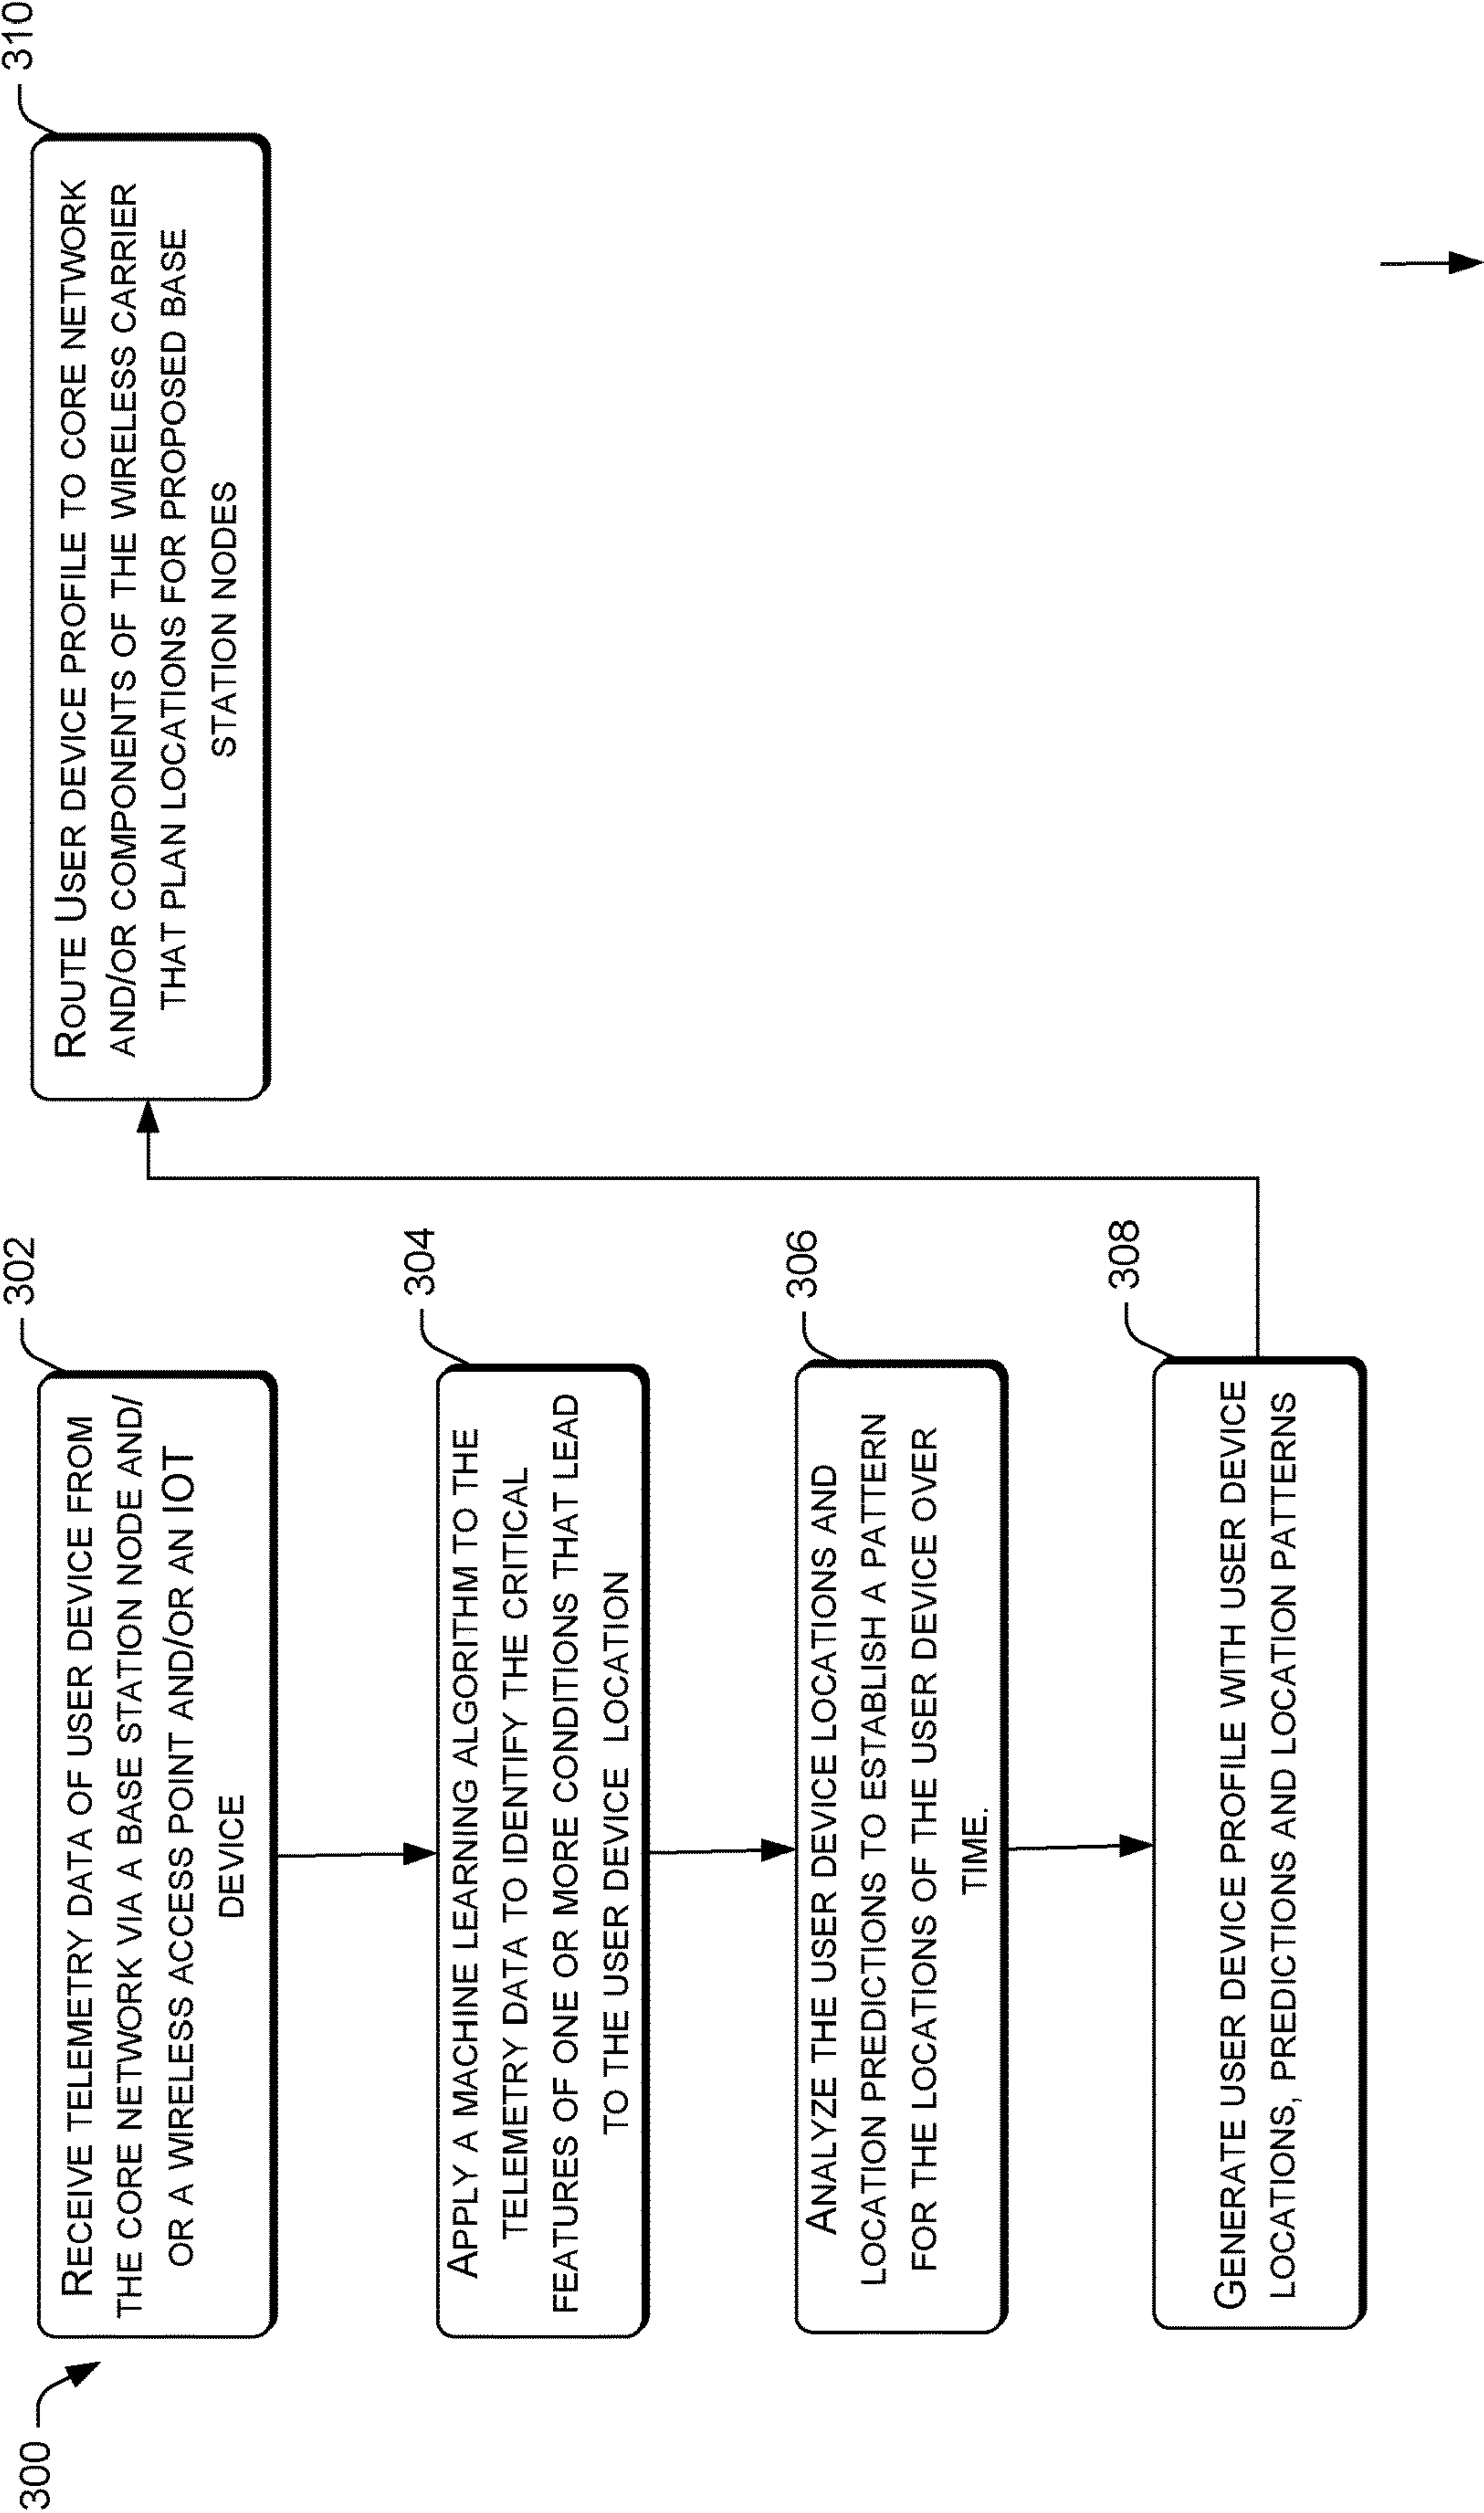 300
302
RECEIVE TELEMETRY DATA OF USER DEVICE FROM
THE CORE NETWORK VIA A BASE STATION NODE AND/
OR A WIRELESS ACCESS POINT AND/OR AN IOT
DEVICE
304
APPLY A MACHINE LEARNING ALGORITHM TO THE
TELEMETRY DATA TO IDENTIFY THE CRITICAL
FEATURES OF ONE OR MORE CONDITIONS THAT LEAD
TO THE USER DEVICE LOCATION
306
ANALYZE THE USER DEVICE LOCATIONS AND
LOCATION PREDICTIONS TO ESTABLISH A PATTERN
FOR THE LOCATIONS OF THE USER DEVICE OVER
TIME.
308
GENERATE USER DEVICE PROFILE WITH USER DEVICE
LOCATIONS, PREDICTIONS AND LOCATION PATTERNS
310
ROUTE USER DEVICE PROFILE TO CORE NETWORK
AND/OR COMPONENTS OF THE WIRELESS CARRIER
THAT PLAN LOCATIONS FOR PROPOSED BASE
STATION NODES